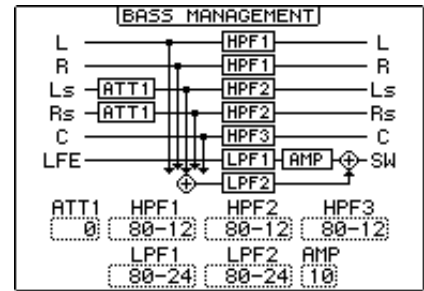 BASS MANAGEMENT
L HPF1 L
R HPF1 R
Ls ATT1 HPF2 Ls
Rs ATT1 HPF2 Rs
C HPF3 C
LFE LPF1 AMP SW
LPF2
ATT1 HPF1 HPF2 HPF3
0 80-12 80-12 80-12
LPF1 LPF2 AMP
80-24 80-24 10